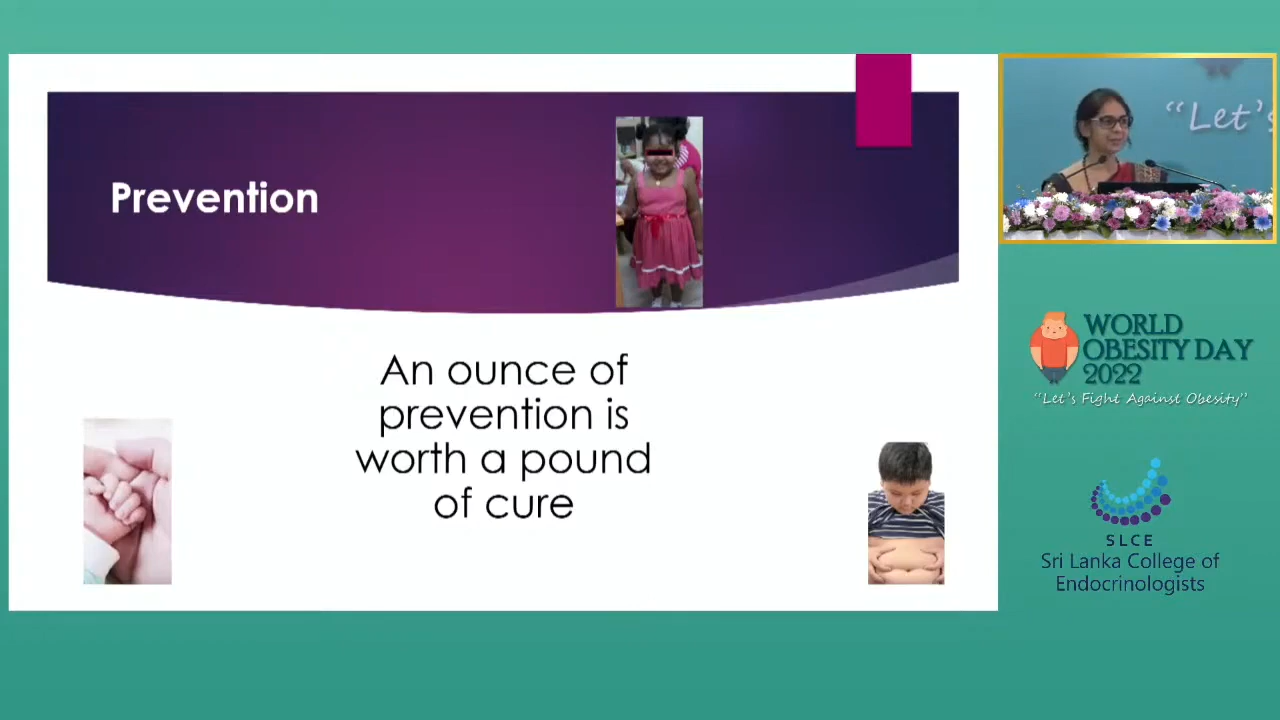 Prevention
An ounce of
prevention is
worth a pound
of cure
“Let’s
WORLD
OBESITY DAY
2022
“Let’s Fight Against Obesity”
SLCE
Sri Lanka College of
Endocrinologists